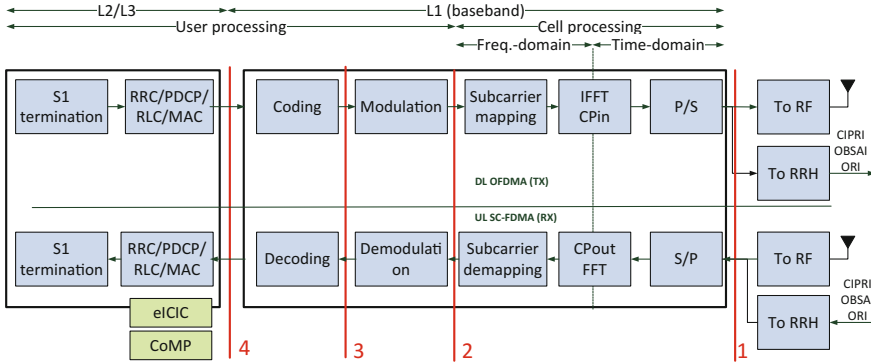 L2/L3
L1 (baseband)
User processing
Cell processing
Freq.-domain
Time-domain
S1
termination
RRC/PDCP/
RLC/MAC
Coding
Modulation
Subcarrier
mapping
IFFT
CPin
P/S
To RF
To RRH
CIPRI
OBSAI
ORI
DL OFDMA (TX)
UL SC-FDMA (RX)
S1
termination
RRC/PDCP/
RLC/MAC
Decoding
Demodulati
on
Subcarrier
demapping
CPout
FFT
S/P
To RF
To RRH
CIPRI
OBSAI
ORI
eICIC
CoMP
4
3
2
1